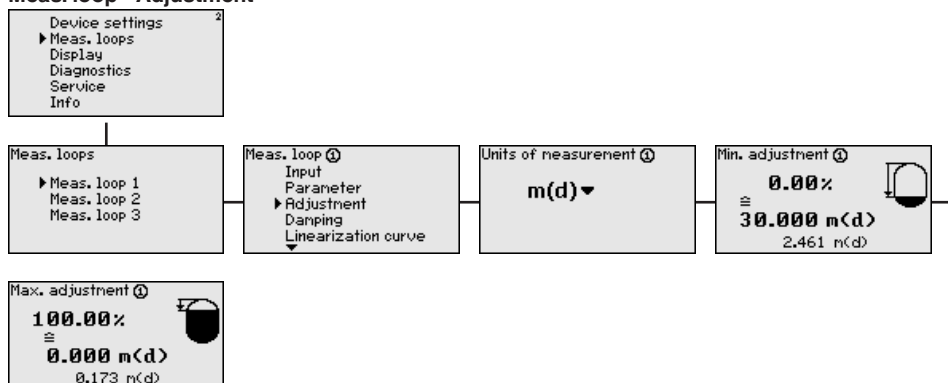 Meas. loop - Adjustment
Device settings
2
Meas. loops
Display
Diagnostics
Service
Info
Meas. loops
Meas. loop 1
Meas. loop 2
Meas. loop 3
Meas. loop ①
Input
Parameter
Adjustment
Damping
Linearization curve
Units of measurement ①
m(d)
Min. adjustment ①
0.00%
≙
30.000 m(d)
2.461 m(d)
Max. adjustment ①
100.00%
≙
0.000 m(d)
0.173 m(d)